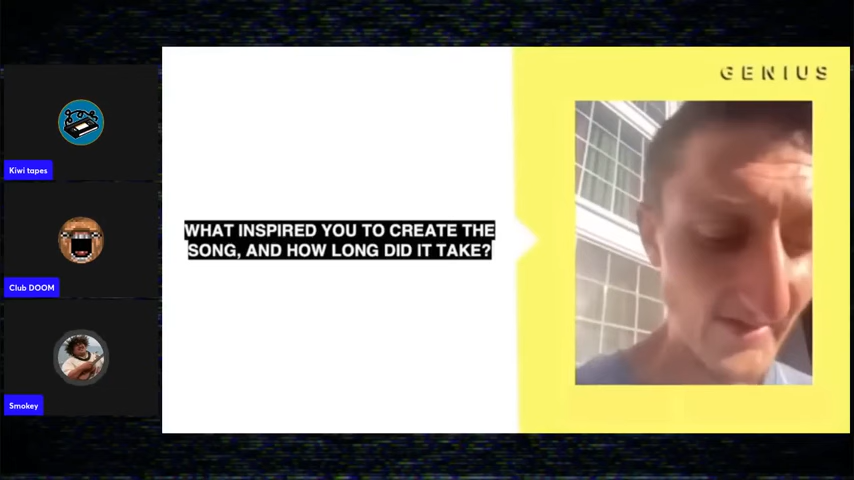 GENIUS
Kiwi tapes
WHAT INSPIRED YOU TO CREATE THE
SONG, AND HOW LONG DID IT TAKE?
Club DOOM
Smokey